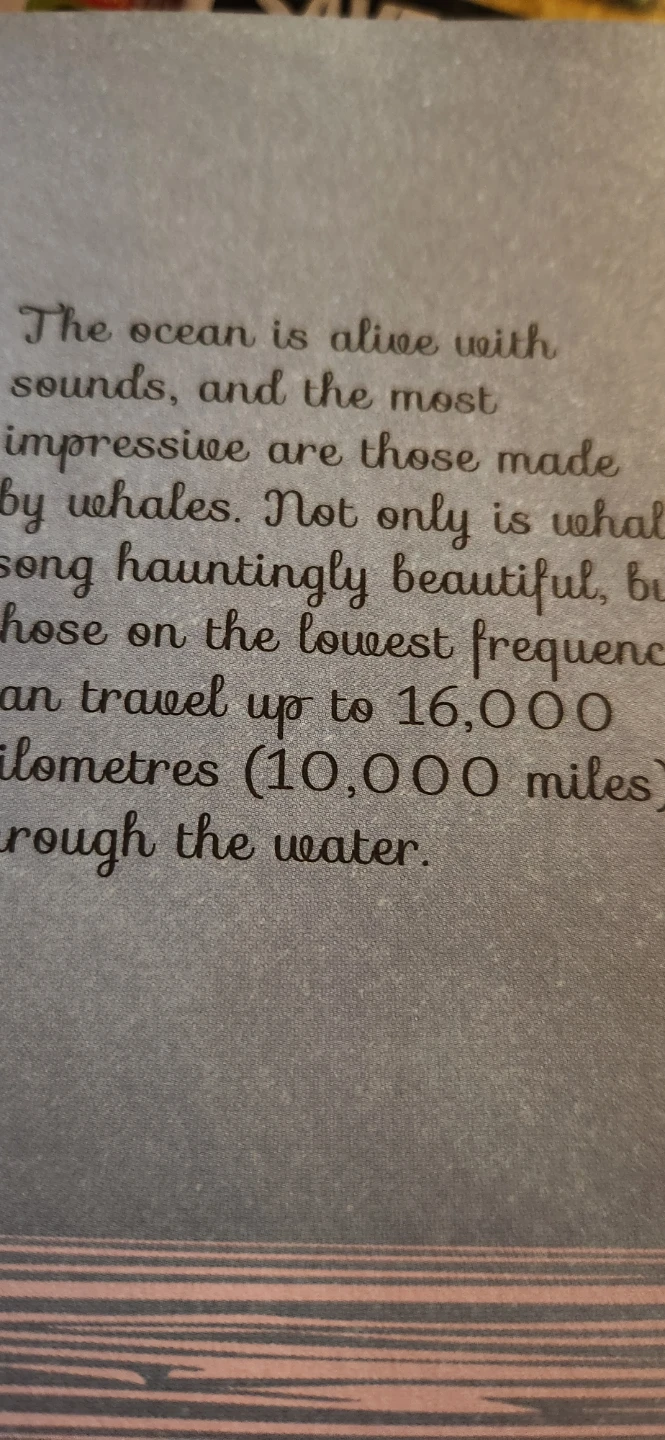 The ocean is alive with
sounds, and the most
impressive are those made
by whales. Not only is whal
song hauntingly beautiful, bu
hose on the lowest frequenc
an travel up to 16,000
ilometres (10,000 miles)
rough the water.